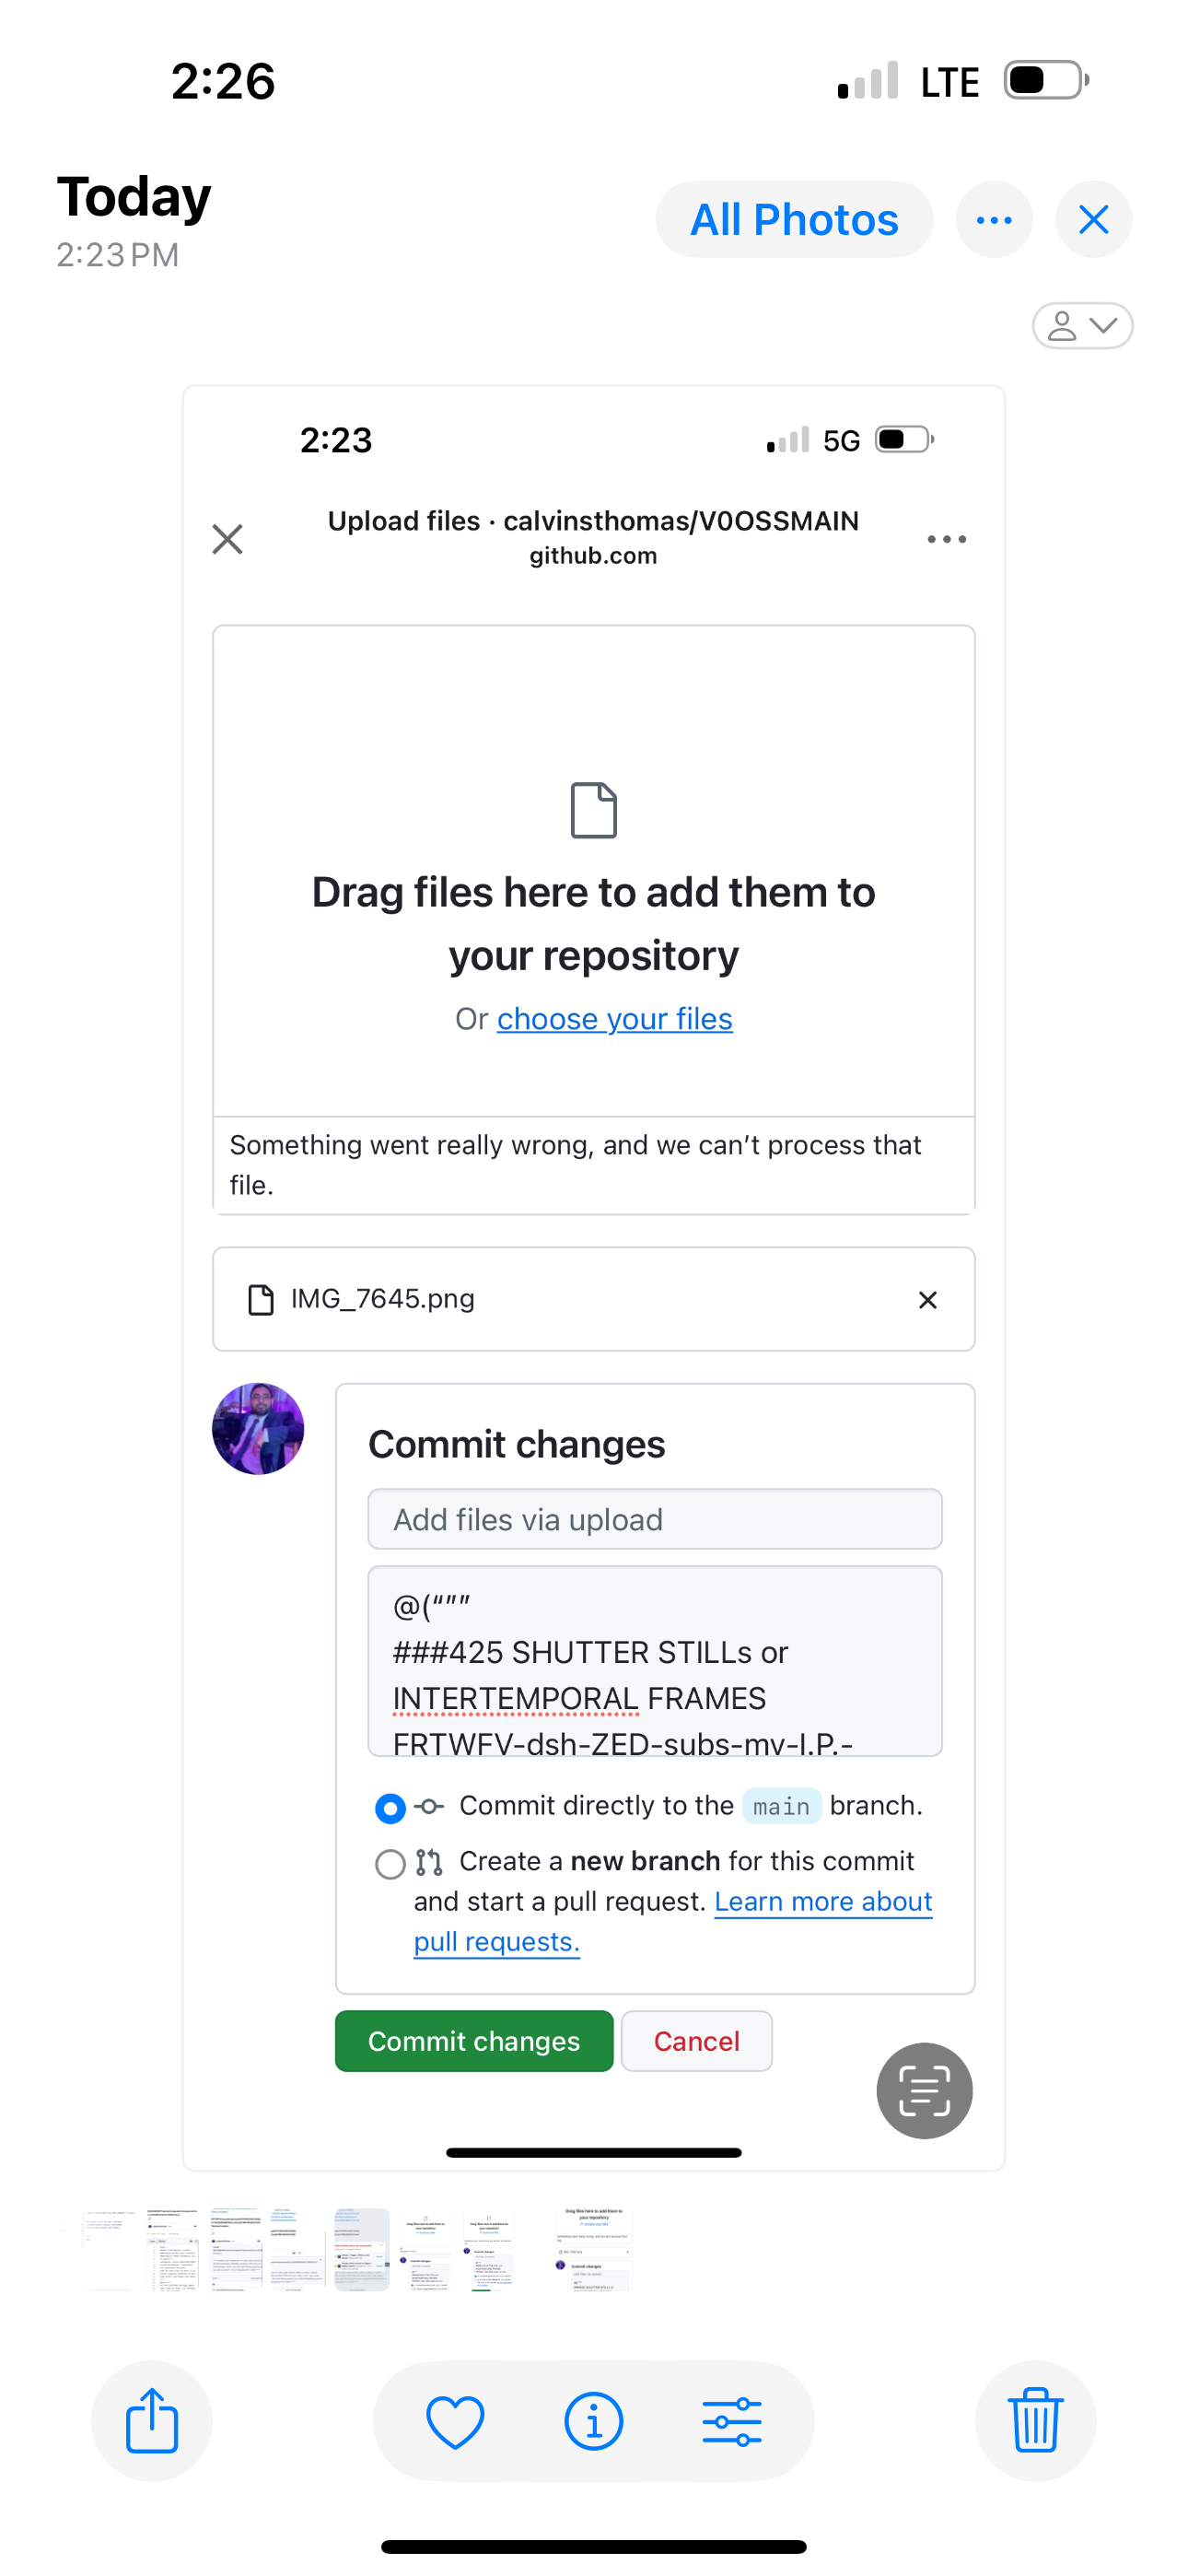 2:26 LTE
Today
2:23 PM
All Photos
2:23 5G
Upload files · calvinsthomas/V0OSSMAIN
github.com
Drag files here to add them to
your repository
Or choose your files
Something went really wrong, and we can’t process that
file.
IMG_7645.png
Commit changes
Add files via upload
@(“””
###425 SHUTTER STILLs or
INTERTEMPORAL FRAMES
FRTWFV-dsh-ZED-subs-mv-I.P.-
Commit directly to the main branch.
Create a new branch for this commit
and start a pull request. Learn more about
pull requests.
Commit changes Cancel